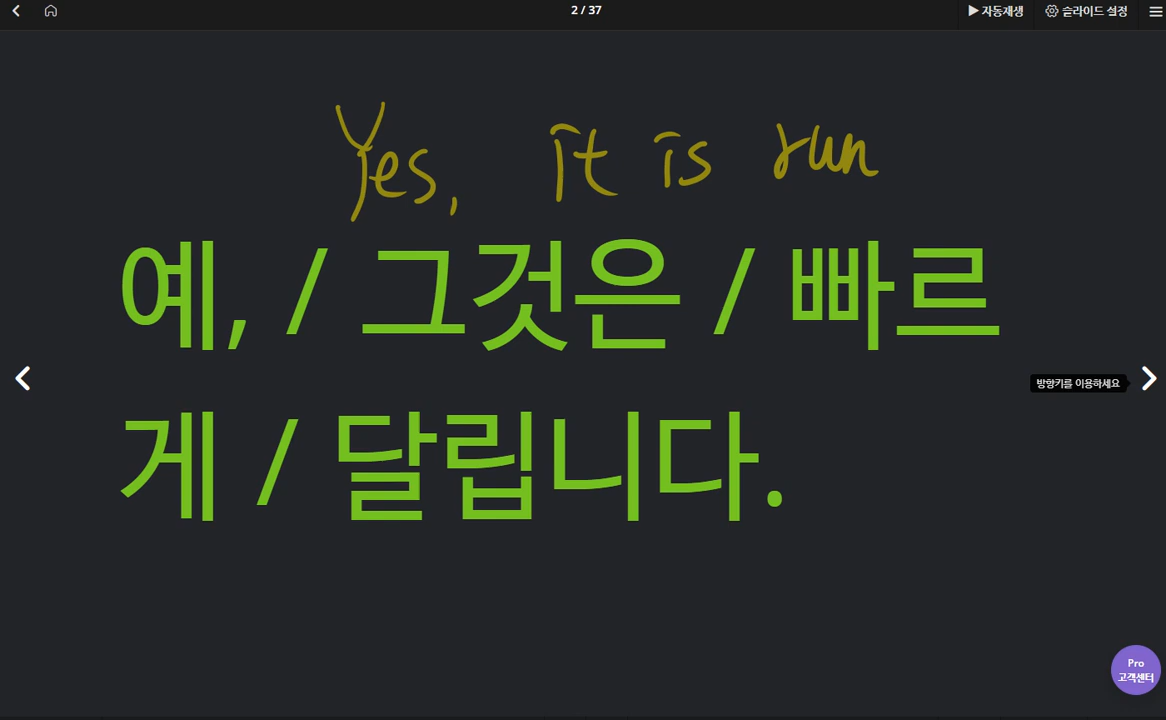 2 / 37
▶ 자동재생
슬라이드 설정
Yes, it is run
예, / 그것은 / 빠르
게 / 달립니다.
방향키를 이용하세요
Pro
고객센터